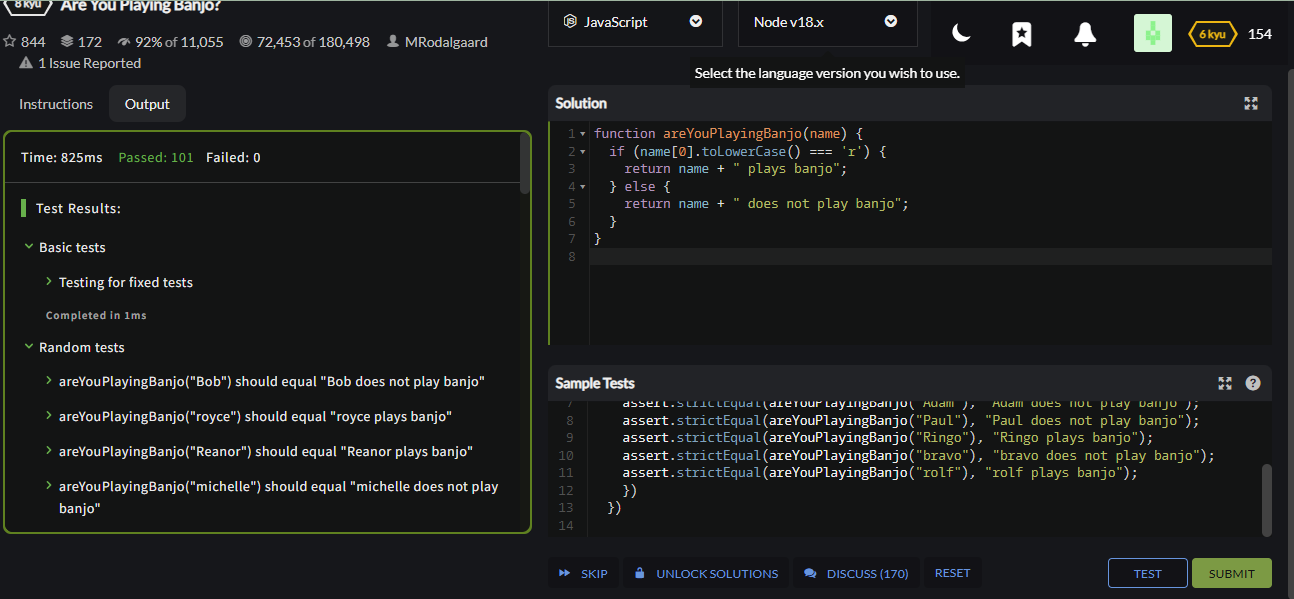 8 kyu Are You Playing Banjo?
844 172 92% of 11,055 72,453 of 180,498 MRodalgaard
1 Issue Reported
JavaScript
Node v18.x
6 kyu 154
Select the language version you wish to use.
Instructions Output
Time: 825ms Passed: 101 Failed: 0
Test Results:
Basic tests
Testing for fixed tests
Completed in 1ms
Random tests
areYouPlayingBanjo("Bob") should equal "Bob does not play banjo"
areYouPlayingBanjo("royce") should equal "royce plays banjo"
areYouPlayingBanjo("Reanor") should equal "Reanor plays banjo"
areYouPlayingBanjo("michelle") should equal "michelle does not play
banjo"
Solution
1 function areYouPlayingBanjo(name) {
2 if (name[0].toLowerCase() === 'r') {
3 return name + " plays banjo";
4 } else {
5 return name + " does not play banjo";
6 }
7 }
8
Sample Tests
7 assert.strictEqual(areYouPlayingBanjo("Adam"), "Adam does not play banjo");
8 assert.strictEqual(areYouPlayingBanjo("Paul"), "Paul does not play banjo");
9 assert.strictEqual(areYouPlayingBanjo("Ringo"), "Ringo plays banjo");
10 assert.strictEqual(areYouPlayingBanjo("bravo"), "bravo does not play banjo");
11 assert.strictEqual(areYouPlayingBanjo("rolf"), "rolf plays banjo");
12 })
13 })
14
SKIP UNLOCK SOLUTIONS DISCUSS (170) RESET TEST SUBMIT